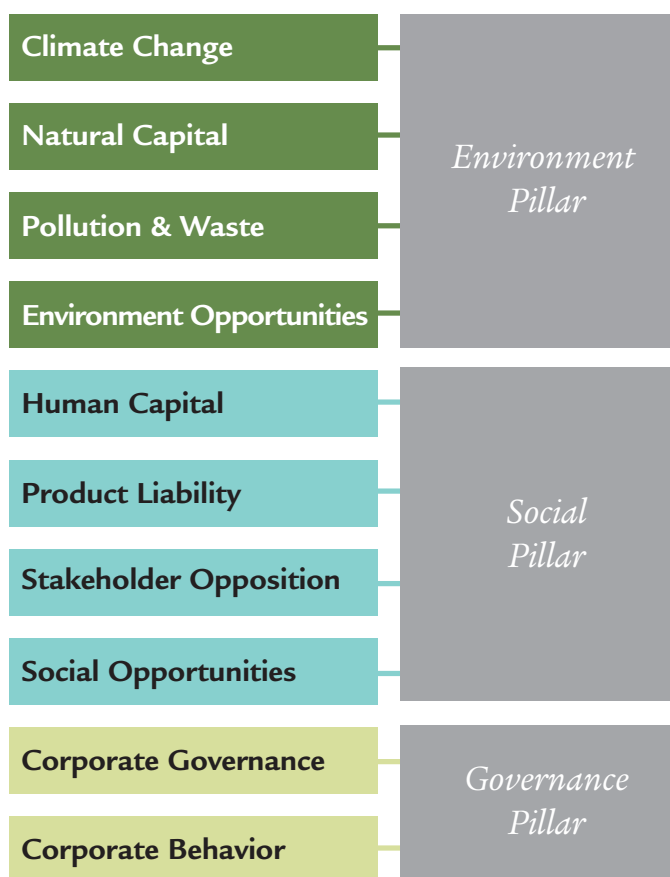 Climate Change
Natural Capital
Pollution & Waste
Environment Opportunities
Environment
Pillar
Human Capital
Product Liability
Stakeholder Opposition
Social Opportunities
Social
Pillar
Corporate Governance
Corporate Behavior
Governance
Pillar